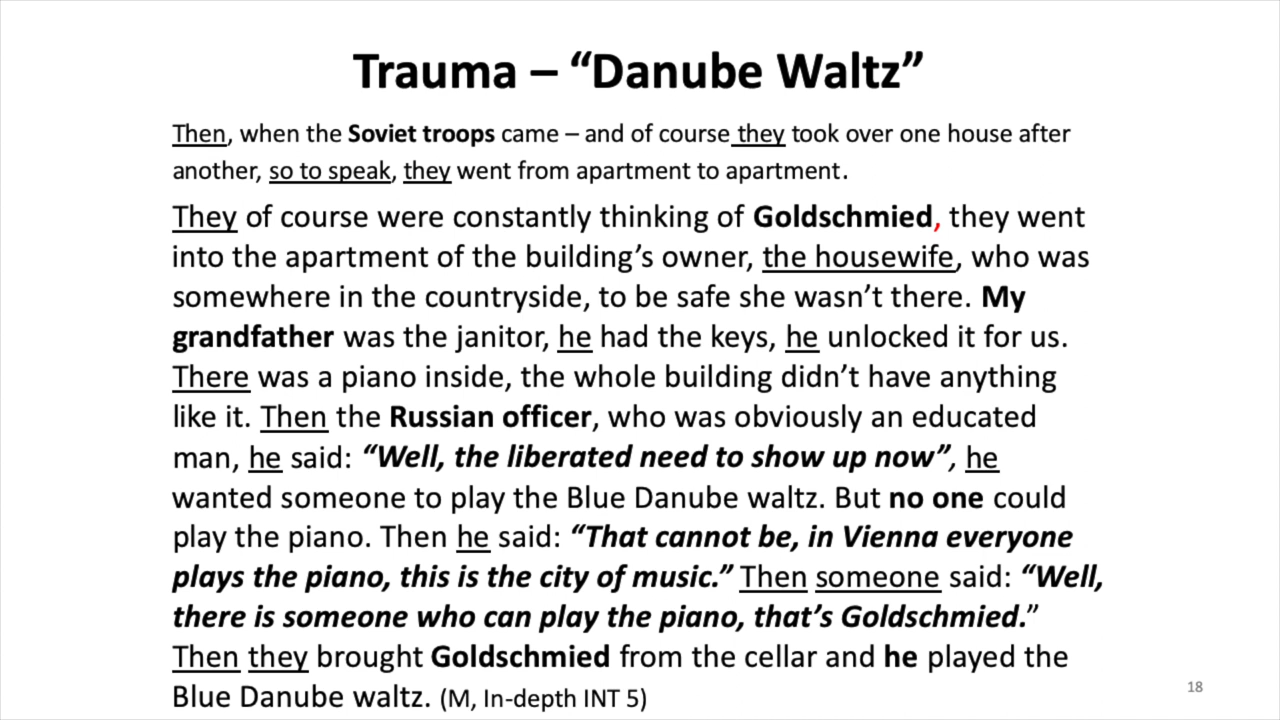 Trauma – “Danube Waltz”
Then, when the Soviet troops came – and of course they took over one house after
another, so to speak, they went from apartment to apartment.
They of course were constantly thinking of Goldschmied, they went
into the apartment of the building’s owner, the housewife, who was
somewhere in the countryside, to be safe she wasn’t there. My
grandfather was the janitor, he had the keys, he unlocked it for us.
There was a piano inside, the whole building didn’t have anything
like it. Then the Russian officer, who was obviously an educated
man, he said: “Well, the liberated need to show up now”, he
wanted someone to play the Blue Danube waltz. But no one could
play the piano. Then he said: “That cannot be, in Vienna everyone
plays the piano, this is the city of music.” Then someone said: “Well,
there is someone who can play the piano, that’s Goldschmied.”
Then they brought Goldschmied from the cellar and he played the
Blue Danube waltz. (M, In-depth INT 5)
18